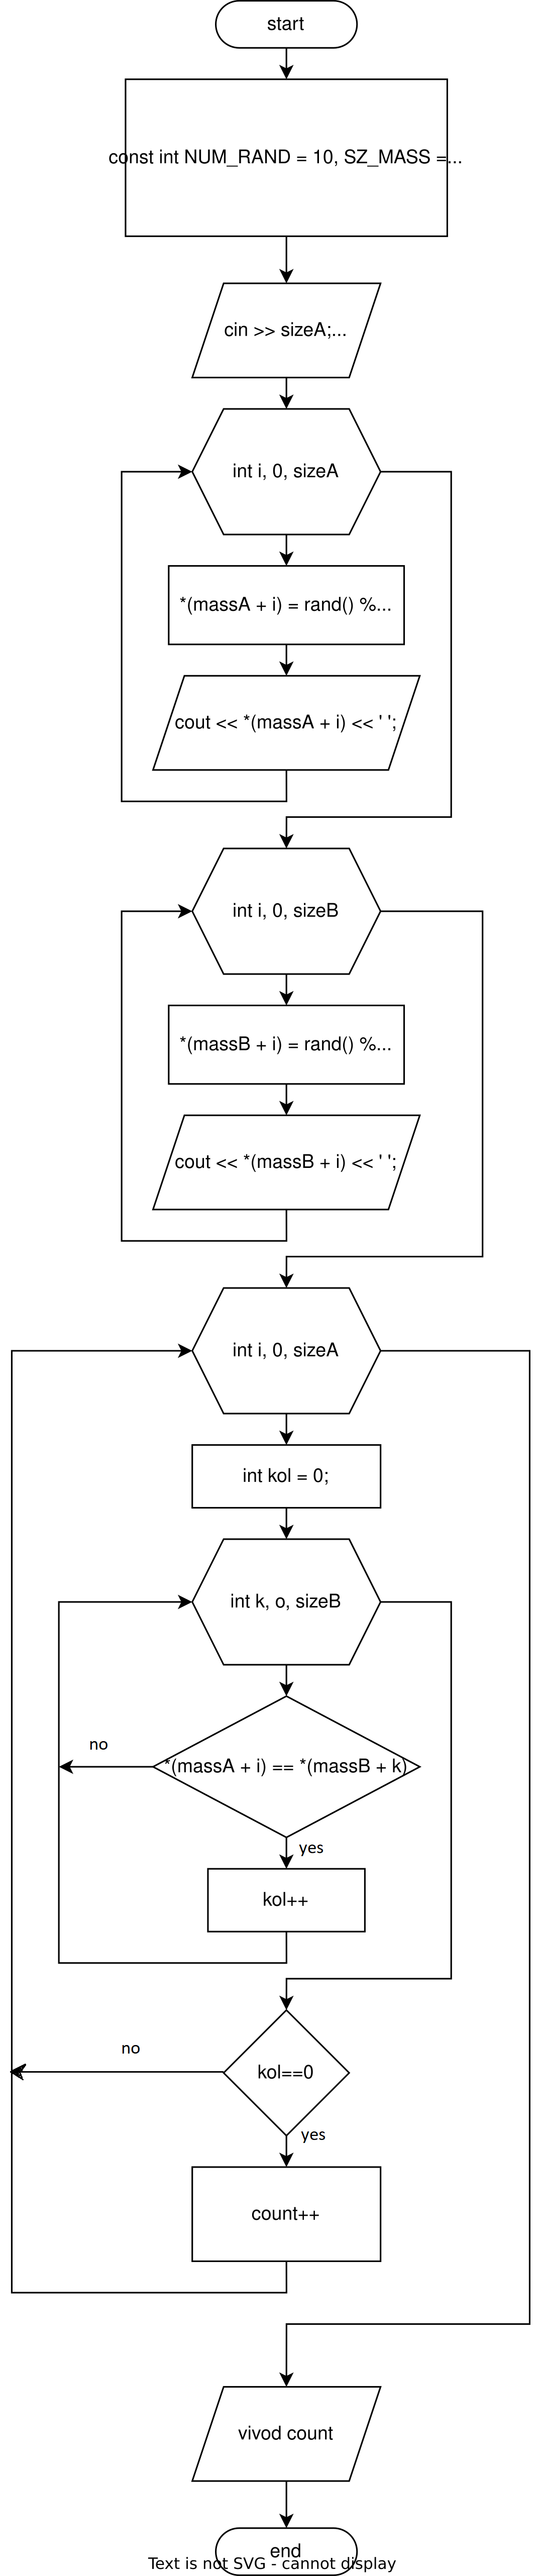 start
const int NUM_RAND = 10, SZ_MASS =...
cin >> sizeA;...
int i, 0, sizeA
*(massA + i) = rand() %...
cout << *(massA + i) << ' ';
int i, 0, sizeB
*(massB + i) = rand() %...
cout << *(massB + i) << ' ';
int i, 0, sizeA
int kol = 0;
int k, o, sizeB
no
*(massA + i) == *(massB + k)
yes
kol++
no
kol==0
yes
count++
vivod count
end
Text is not SVG - cannot display